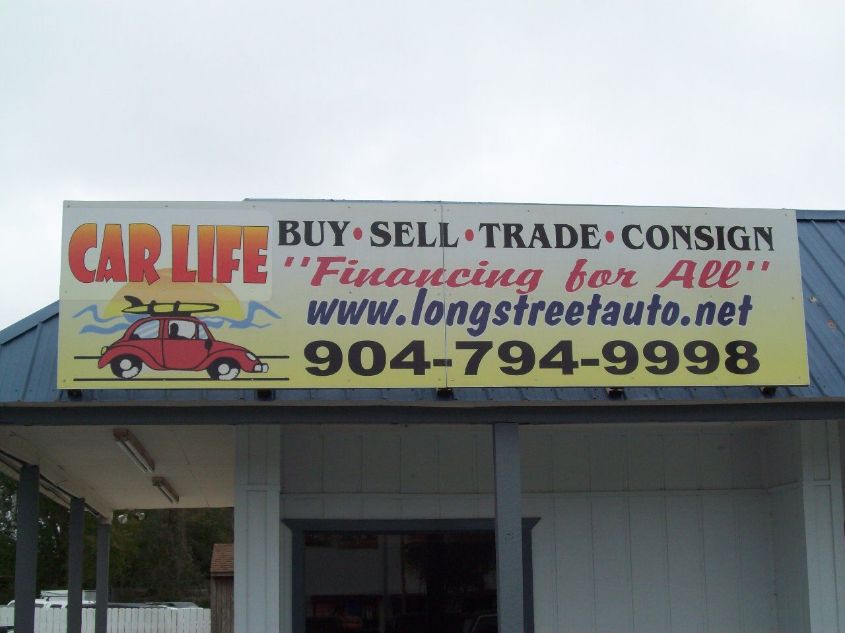 CAR LIFE
BUY • SELL • TRADE • CONSIGN
"Financing for All"
www.longstreetauto.net
904-794-9998